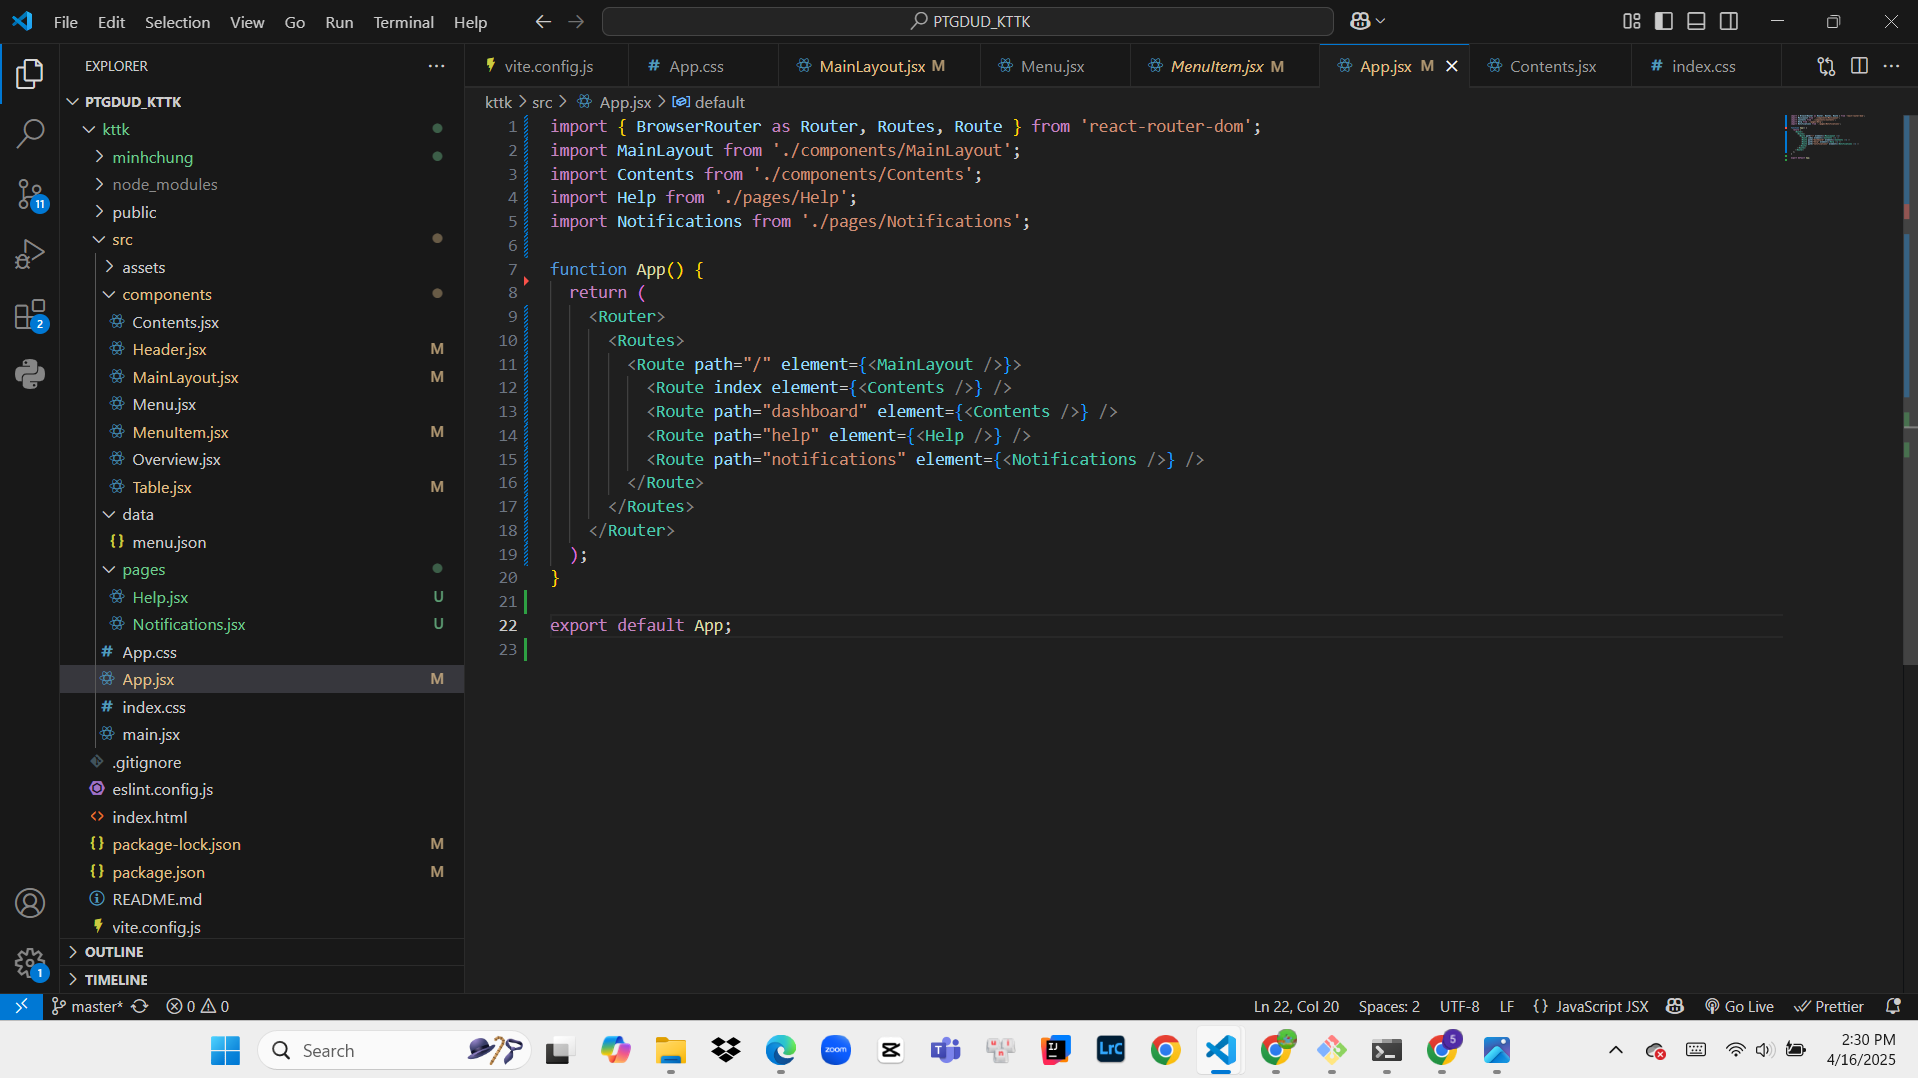 File Edit Selection View Go Run Terminal Help
PTGDUD_KTTK
EXPLORER
vite.config.js
App.css
MainLayout.jsx M
Menu.jsx
MenuItem.jsx M
App.jsx M
Contents.jsx
index.css
PTGDUD_KTTK
kttk
minhchung
node_modules
public
src
assets
components
Contents.jsx
Header.jsx M
MainLayout.jsx M
Menu.jsx
MenuItem.jsx M
Overview.jsx
Table.jsx M
data
menu.json
pages
Help.jsx U
Notifications.jsx U
App.css
App.jsx M
index.css
main.jsx
.gitignore
eslint.config.js
index.html
package-lock.json M
package.json M
README.md
vite.config.js
OUTLINE
TIMELINE
11
2
1
kttk > src > App.jsx > default
1 import { BrowserRouter as Router, Routes, Route } from 'react-router-dom';
2 import MainLayout from './components/MainLayout';
3 import Contents from './components/Contents';
4 import Help from './pages/Help';
5 import Notifications from './pages/Notifications';
6
7 function App() {
8 return (
9 <Router>
10 <Routes>
11 <Route path="/" element={<MainLayout />}>
12 <Route index element={<Contents />} />
13 <Route path="dashboard" element={<Contents />} />
14 <Route path="help" element={<Help />} />
15 <Route path="notifications" element={<Notifications />} />
16 </Route>
17 </Routes>
18 </Router>
19 );
20 }
21
22 export default App;
23
master* 0 0
Ln 22, Col 20 Spaces: 2 UTF-8 LF {} JavaScript JSX Go Live Prettier
Search
zoom
LrC
5
2:30 PM
4/16/2025